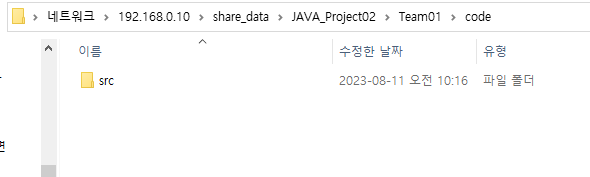 네트워크 > 192.168.0.10 > share_data > JAVA_Project02 > Team01 > code
이름 수정한 날짜 유형
src 2023-08-11 오전 10:16 파일 폴더